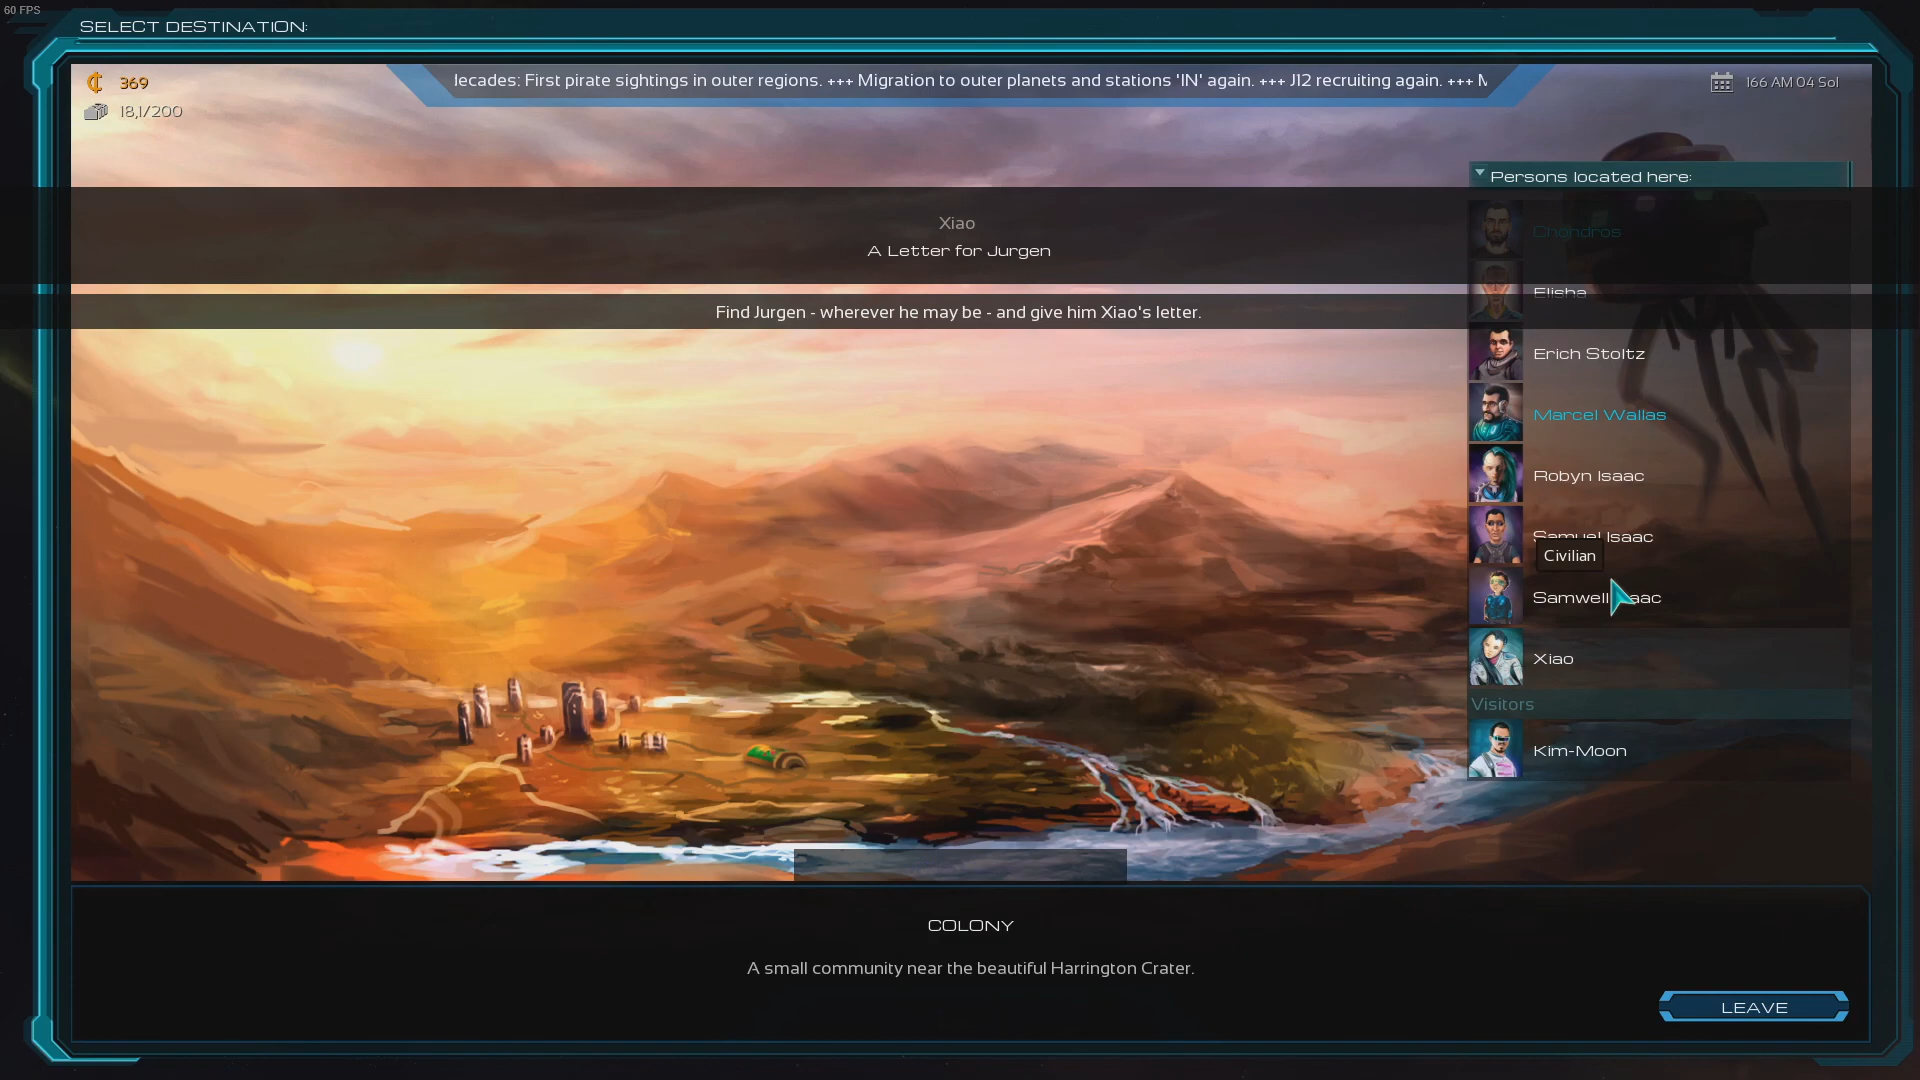 60 FPS
SELECT DESTINATION:
369
18,1/200
lecades: First pirate sightings in outer regions. +++ Migration to outer planets and stations 'IN' again. +++ J12 recruiting again. +++
166 AM 04 Sol
Persons located here:
Xiao
A Letter for Jurgen
Find Jurgen - wherever he may be - and give him Xiao's letter.
Chondros
Elisha
Erich Stoltz
Marcel Wallas
Robyn Isaac
Samuel Isaac
Civilian
Samwell Isaac
Xiao
Visitors
Kim-Moon
COLONY
A small community near the beautiful Harrington Crater.
LEAVE